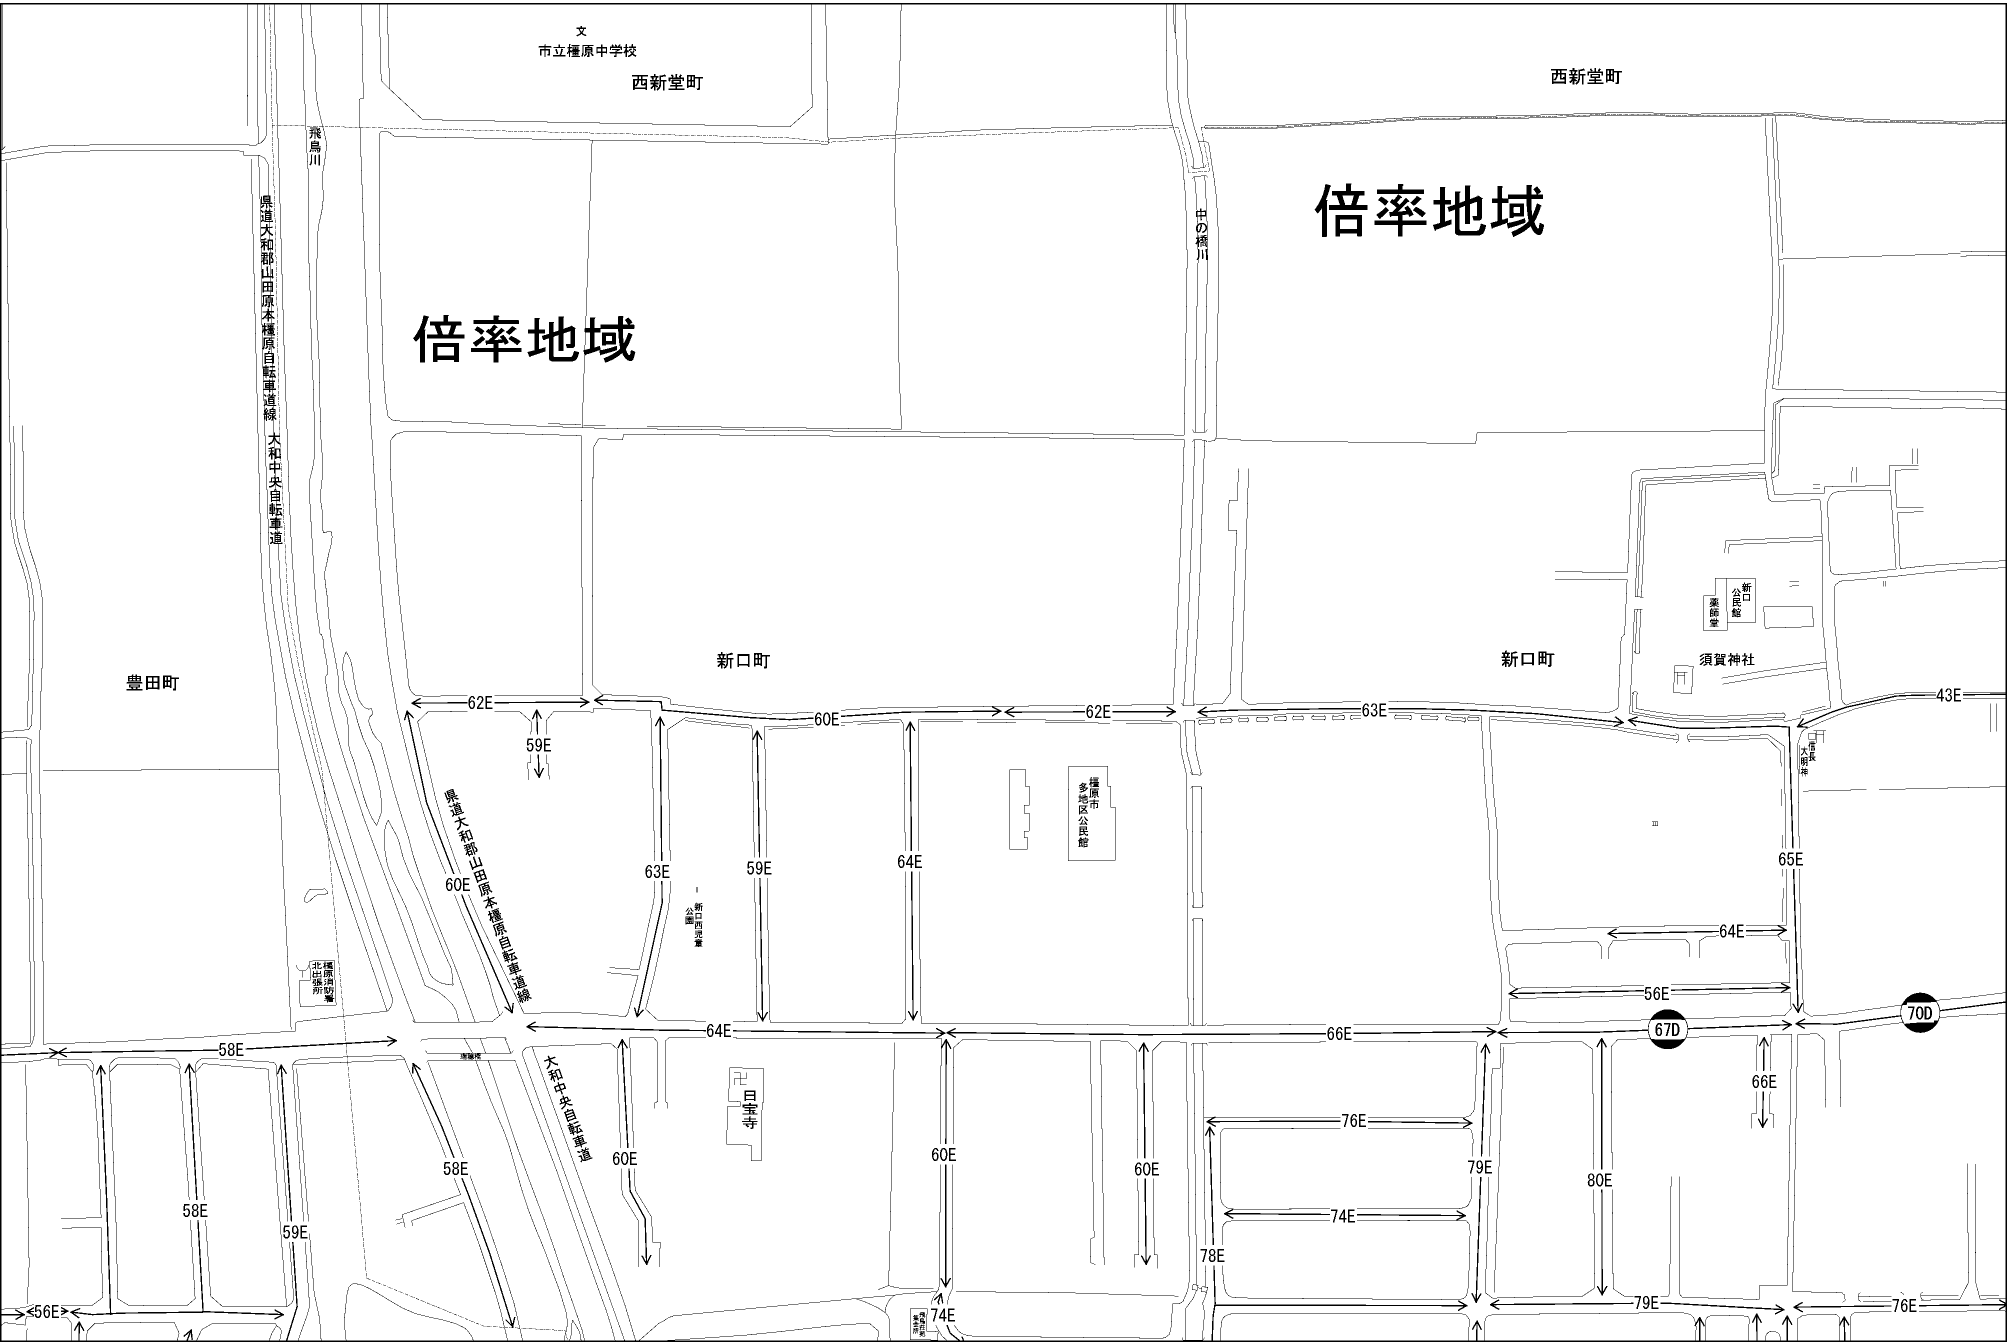 文
市立橿原中学校
西新堂町
西新堂町
飛鳥川
県道大和郡山田原本橿原自転車道線
大和中央自転車道
中の橋川
倍率地域
倍率地域
新口
公民館
薬師堂
須賀神社
豊田町
新口町
新口町
62E
60E
62E
63E
43E
59E
信長
大明神
県道大和郡山田原本橿原自転車道線
橿原市
多地区公民館
60E
63E
59E
64E
65E
新口西児童
公園
64E
橿原消防署
北出張所
56E
58E
64E
66E
67D
70D
大和中央自転車道
日宝寺
66E
76E
58E
60E
60E
60E
79E
80E
58E
59E
74E
78E
56E
74E
79E
76E